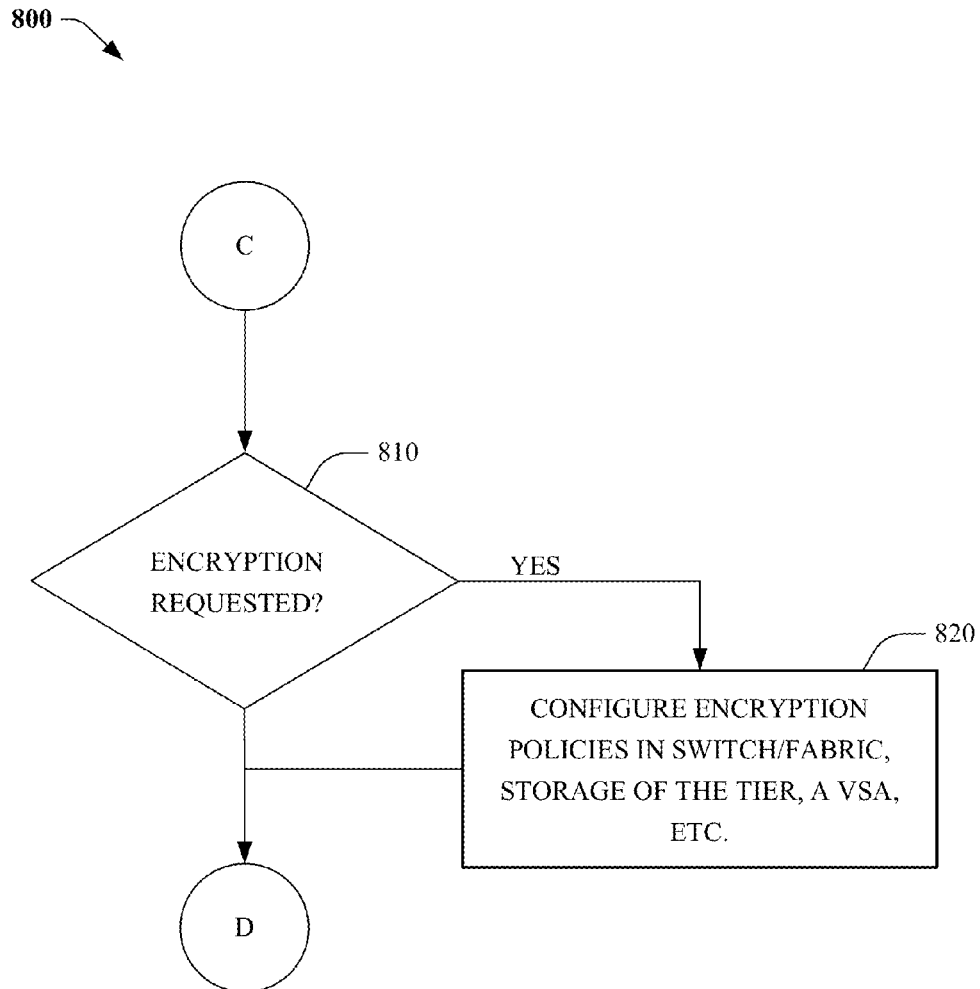 800
C
810
ENCRYPTION
REQUESTED?
YES
820
CONFIGURE ENCRYPTION
POLICIES IN SWITCH/FABRIC,
STORAGE OF THE TIER, A VSA,
ETC.
D